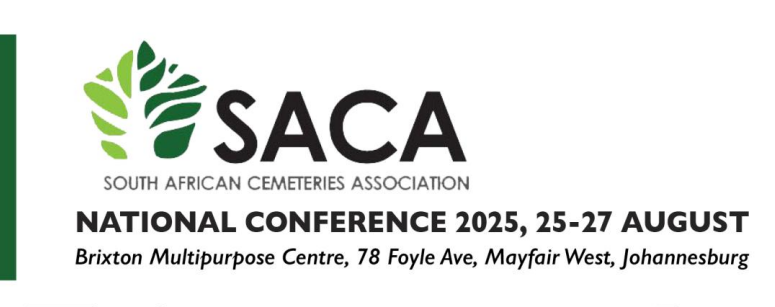 SACA
SOUTH AFRICAN CEMETERIES ASSOCIATION
NATIONAL CONFERENCE 2025, 25-27 AUGUST
Brixton Multipurpose Centre, 78 Foyle Ave, Mayfair West, Johannesburg